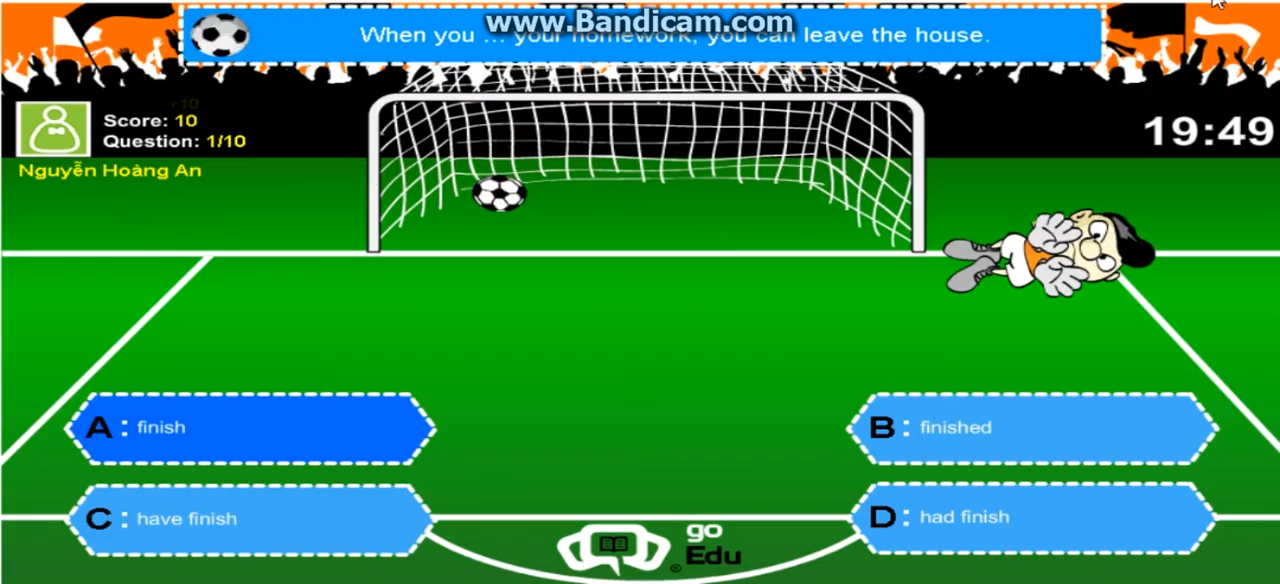 www.Bandicam.com
When you ... your homework, you can leave the house.
+10
Score: 10
Question: 1/10
19:49
Nguyễn Hoàng An
A : finish
B : finished
C : have finish
D : had finish
go
© Edu